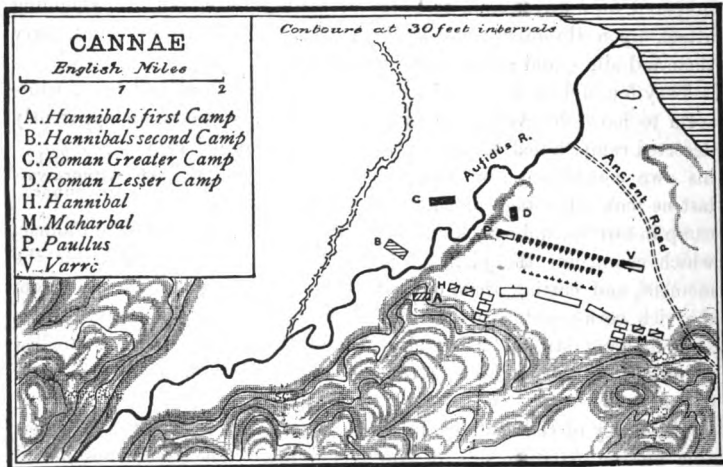 Contours at 30 feet intervals
CANNAE
English Miles
0 1 2
A. Hannibals first Camp
B. Hannibals second Camp
C. Roman Greater Camp
D. Roman Lesser Camp
H. Hannibal
M. Maharbal
P. Paullus
V. Varro
Aufidus R.
Ancient Road
C
D
P
V
B
H
A
M